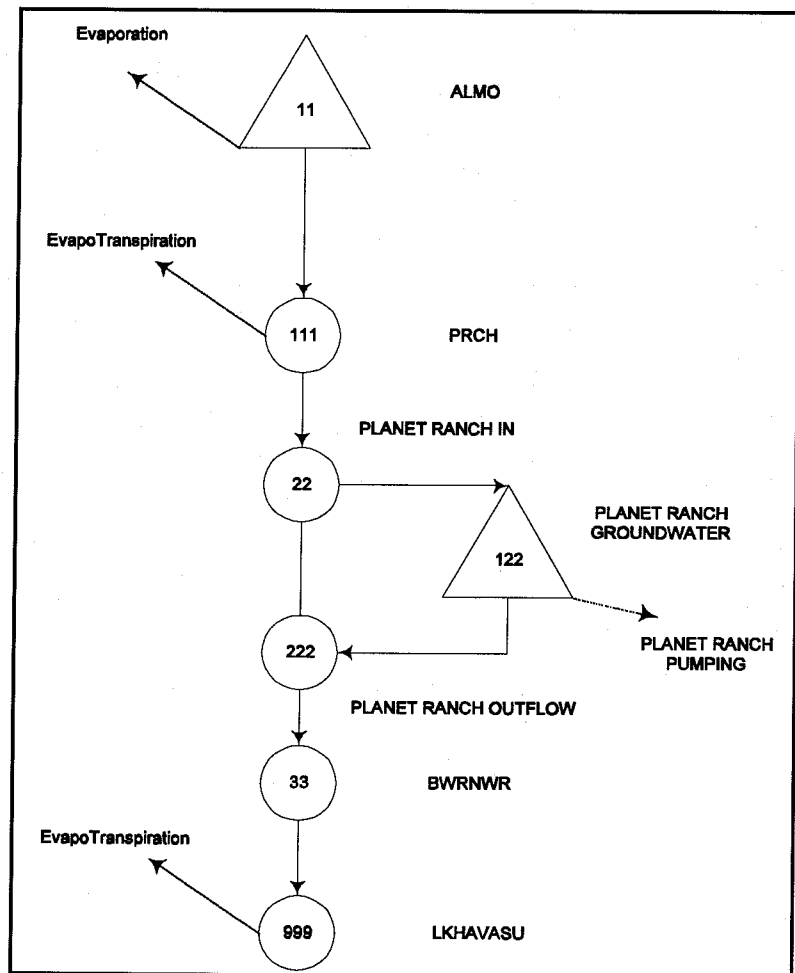 Evaporation
11
ALMO
EvapoTranspiration
111
PRCH
PLANET RANCH IN
22
PLANET RANCH
GROUNDWATER
122
222
PLANET RANCH
PUMPING
PLANET RANCH OUTFLOW
33
BWRNWR
EvapoTranspiration
999
LKHAVASU